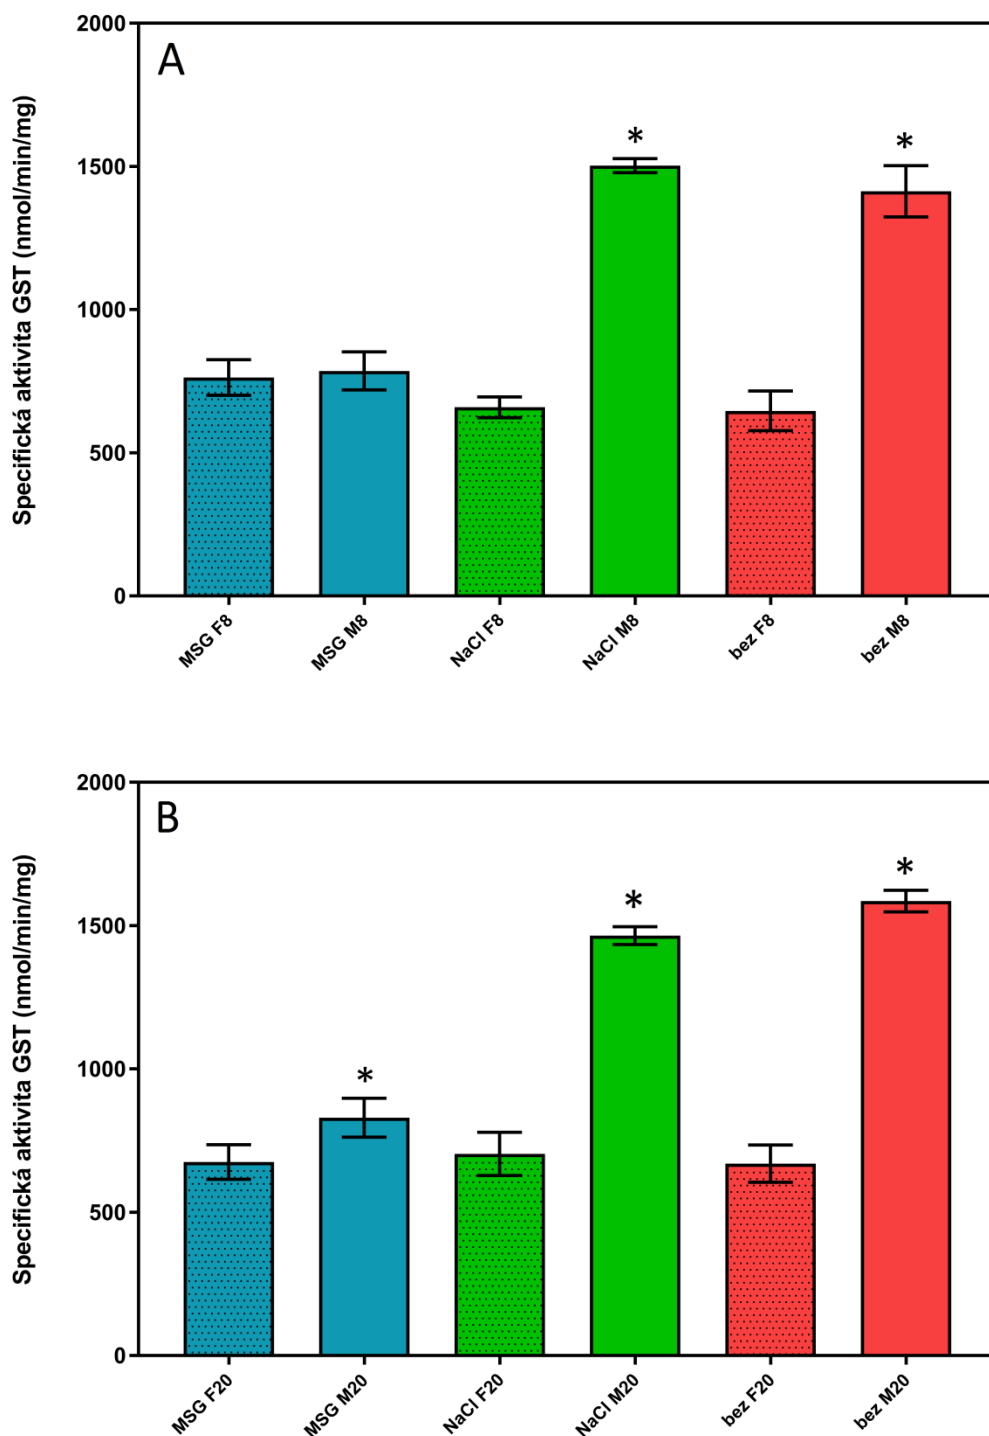 A
Specifická aktivita GST (nmol/min/mg)
2000
1500
1000
500
0
*
*
MSG F8
MSG M8
NaCl F8
NaCl M8
bez F8
bez M8
B
Specifická aktivita GST (nmol/min/mg)
2000
1500
1000
500
0
*
*
*
MSG F20
MSG M20
NaCl F20
NaCl M20
bez F20
bez M20